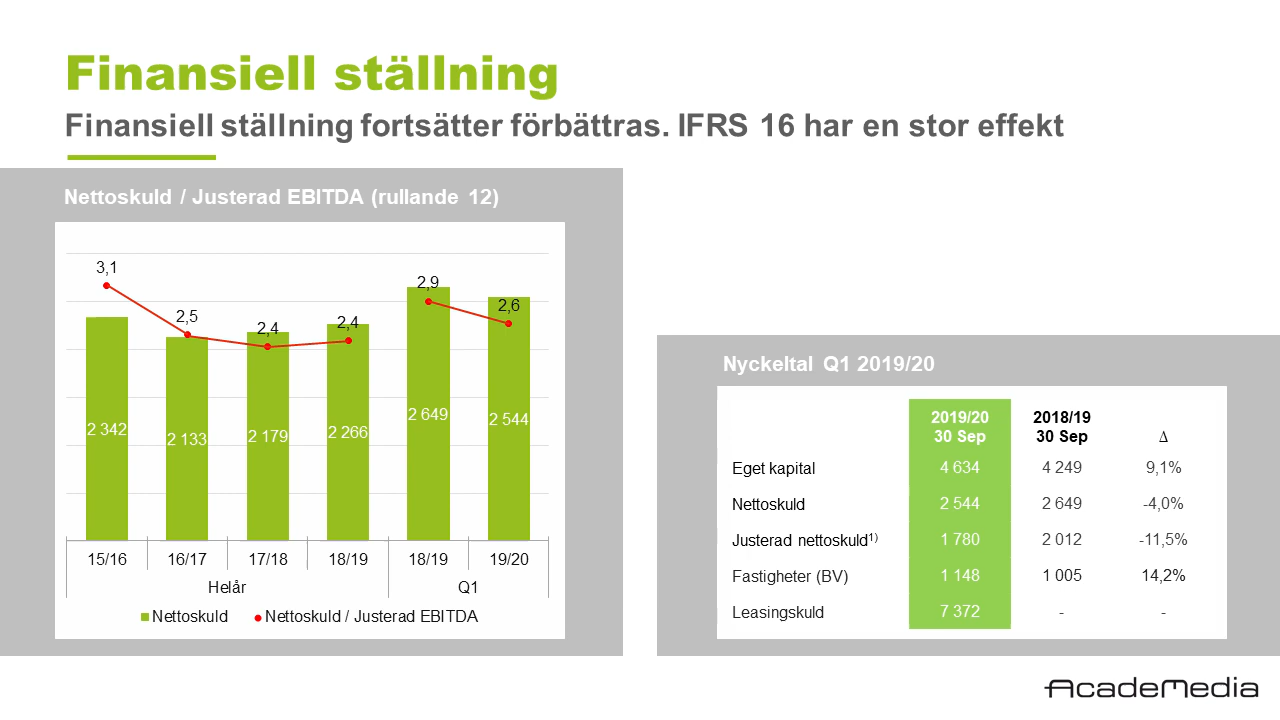 Finansiell ställning
Finansiell ställning fortsätter förbättras. IFRS 16 har en stor effekt
Nettoskuld / Justerad EBITDA (rullande 12)
3,1
2,5
2,4
2,4
2,9
2,6
2 342
2 133
2 179
2 266
2 649
2 544
15/16 16/17 17/18 18/19 18/19 19/20
Helår Q1
Nettoskuld Nettoskuld / Justerad EBITDA
Nyckeltal Q1 2019/20
2019/20 2018/19
30 Sep 30 Sep Δ
Eget kapital 4 634 4 249 9,1%
Nettoskuld 2 544 2 649 -4,0%
Justerad nettoskuld1) 1 780 2 012 -11,5%
Fastigheter (BV) 1 148 1 005 14,2%
Leasingskuld 7 372 - -
AcadeMedia